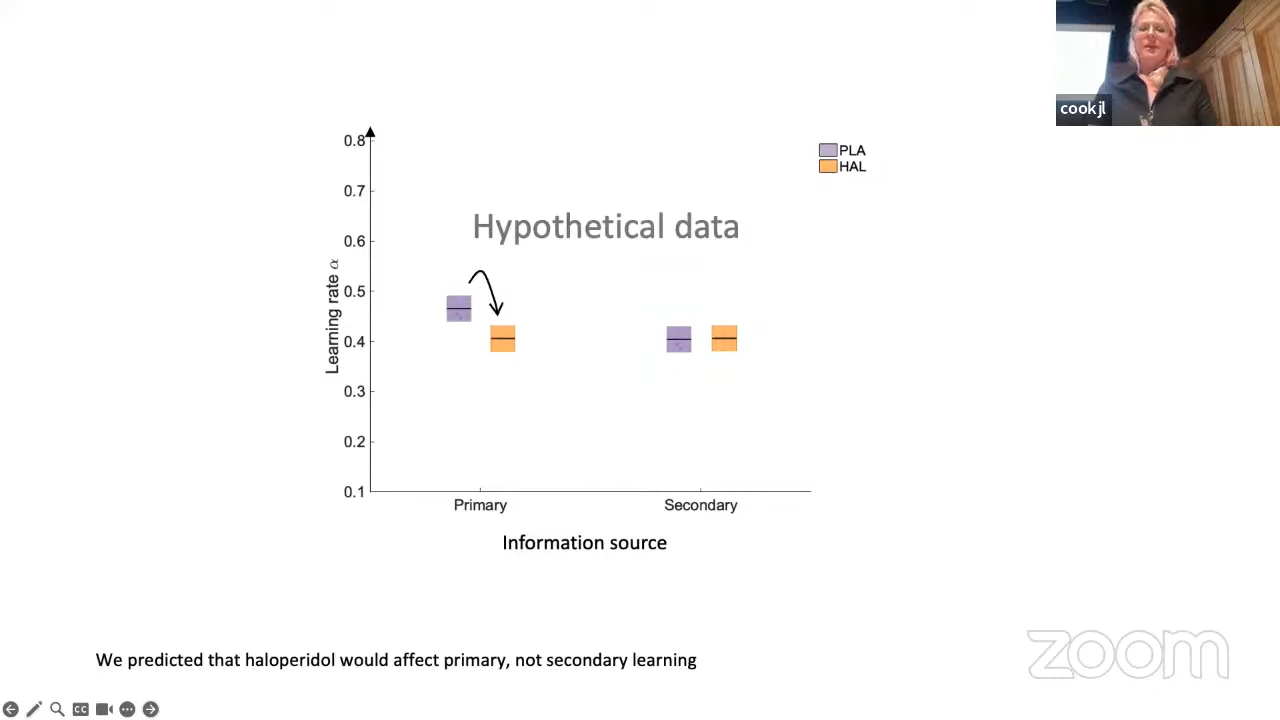 cookjl
PLA
HAL
Hypothetical data
Learning rate α
0.8
0.7
0.6
0.5
0.4
0.3
0.2
0.1
Primary
Secondary
Information source
We predicted that haloperidol would affect primary, not secondary learning
zoom
CC